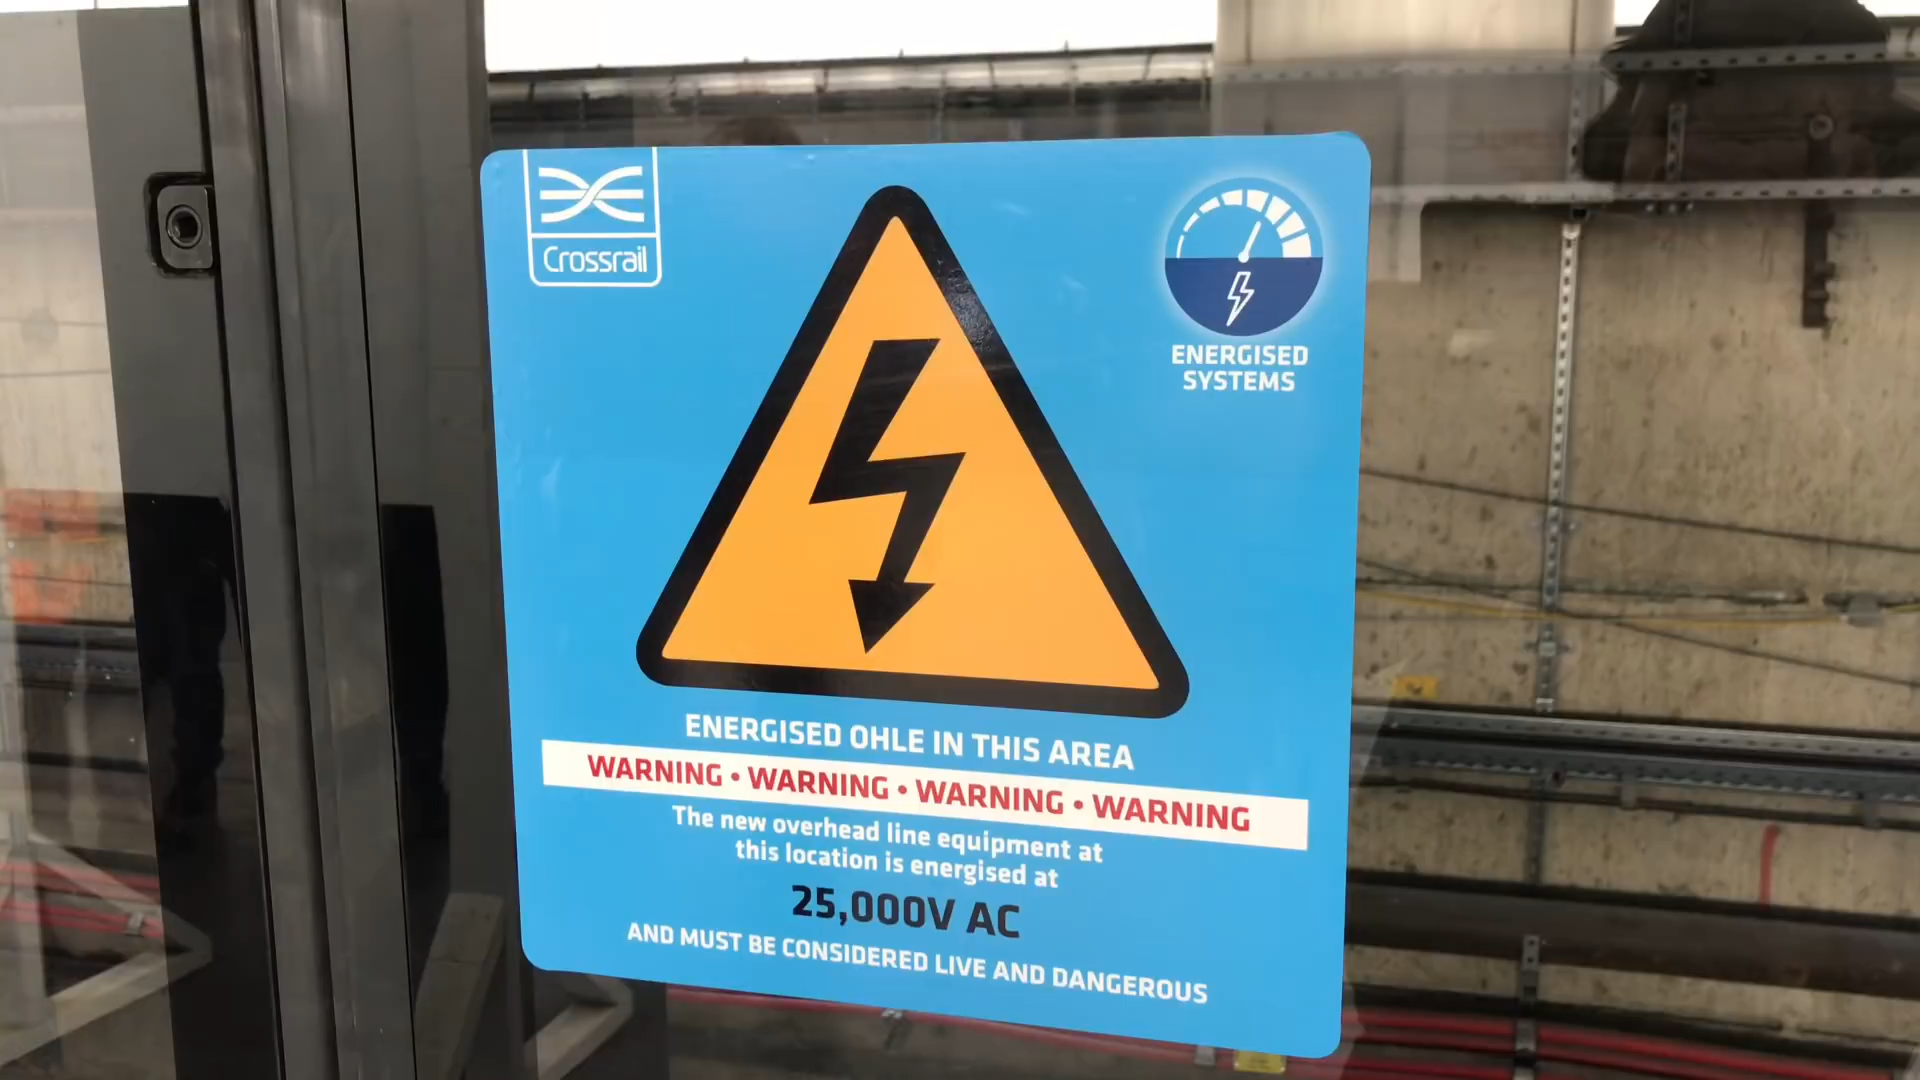 Crossrail
ENERGISED
SYSTEMS
ENERGISED OHLE IN THIS AREA
WARNING • WARNING • WARNING • WARNING
The new overhead line equipment at
this location is energised at
25,000V AC
AND MUST BE CONSIDERED LIVE AND DANGEROUS